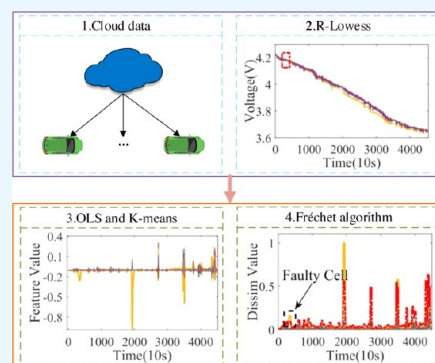 1.Cloud data
...
2.R-Lowess
Voltage(V)
4.2
3.9
3.6
0 1000 2000 3000 4000
Time(10s)
3.OLS and K-means
Feature Value
0.4
0.1
-0.2
-0.5
-0.8
0 1000 2000 3000 4000
Time(10s)
4.Fréchet algorithm
Dissim Value
1
0.5
0
Faulty Cell
0 1000 2000 3000 4000
Time(10s)